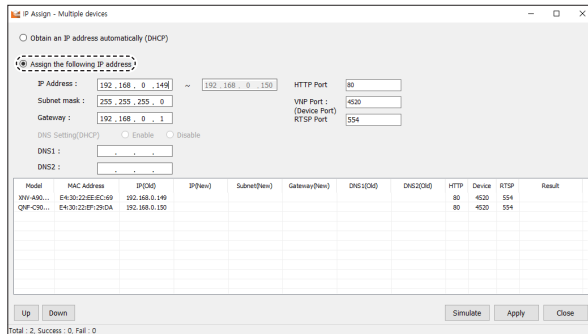 IP Assign - Multiple devices
Obtain an IP address automatically (DHCP)
Assign the following IP address
IP Address : 192 . 168 . 0 . 149 ~ 192 . 168 . 0 . 150 HTTP Port 80
Subnet mask : 255 . 255 . 255 . 0 VNP Port : 4520
(Device Port)
Gateway : 192 . 168 . 0 . 1 RTSP Port 554
DNS Setting(DHCP) Enable Disable
DNS1 : . . .
DNS2 : . . .
Model MAC Address IP(Old) IP(New) Subnet(New) Gateway(New) DNS1(Old) DNS2(Old) HTTP Device RTSP Result
XNV-A90... E4:30:22:EE:EC:69 192.168.0.149 80 4520 554
QNF-C90... E4:30:22:EF:29:DA 192.168.0.150 80 4520 554
Up Down Simulate Apply Close
Total : 2, Success : 0, Fail : 0